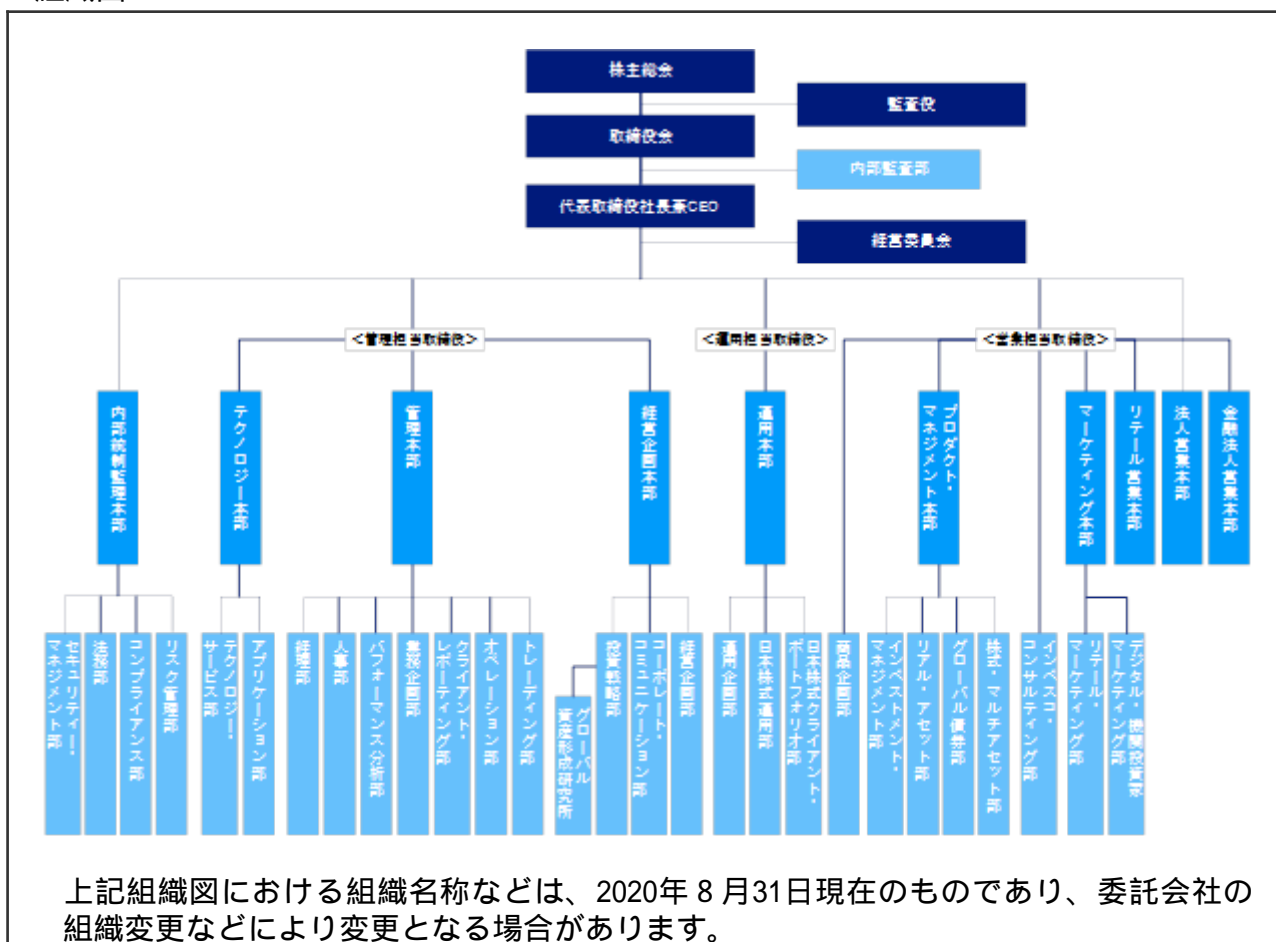 株主総会
監査役
取締役会
内部監査部
代表取締役社長兼CEO
経営委員会
＜管理担当取締役＞
＜運用担当取締役＞
＜営業担当取締役＞
内部統制監理本部
テクノロジー本部
管理本部
経営企画本部
運用本部
プロダクト・
マネジメント本部
マーケティング本部
リテール営業本部
法人営業本部
金融法人営業本部
セキュリティー・
マネジメント部
法務部
コンプライアンス部
リスク管理部
テクノロジー・
サービス部
アプリケーション部
経理部
人事部
パフォーマンス分析部
業務企画部
クライアント・
レポーティング部
オペレーション部
トレーディング部
グローバル
資産形成研究所
投資戦略部
コーポレート・
コミュニケーション部
経営企画部
運用企画部
日本株式運用部
日本株式クライアント・
ポートフォリオ部
商品企画部
インベストメント・
マネジメント部
リアル・アセット部
グローバル債券部
株式・マルチアセット部
インベスコ・
コンサルティング部
リテール・
マーケティング部
デジタル・機関投資家
マーケティング部
上記組織図における組織名称などは、2020年８月31日現在のものであり、委託会社の
組織変更などにより変更となる場合があります。